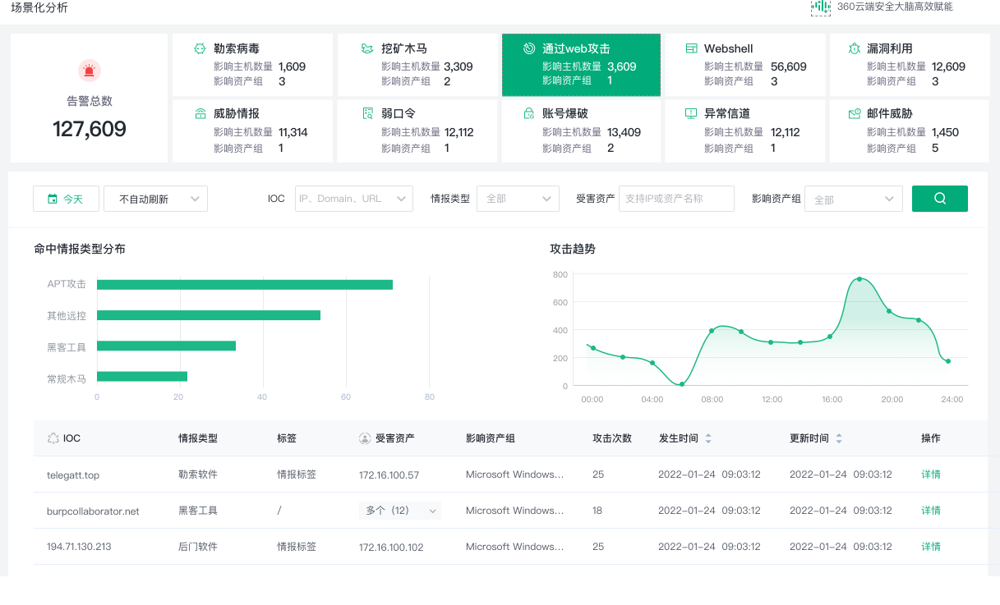 场景化分析
360云端安全大脑高效赋能
告警总数
127,609
勒索病毒
影响主机数量 1,609
影响资产组 3
挖矿木马
影响主机数量 3,309
影响资产组 2
通过web攻击
影响主机数量 3,609
影响资产组 1
Webshell
影响主机数量 56,609
影响资产组 3
漏洞利用
影响主机数量 12,609
影响资产组 3
威胁情报
影响主机数量 11,314
影响资产组 1
弱口令
影响主机数量 12,112
影响资产组 1
账号爆破
影响主机数量 13,409
影响资产组 2
异常信道
影响主机数量 12,112
影响资产组 1
邮件威胁
影响主机数量 1,450
影响资产组 5
今天 不自动刷新 IOC IP、Domain、URL 情报类型 全部 受害资产 支持IP或资产名称 影响资产组 全部
命中情报类型分布
APT攻击
其他远控
黑客工具
常规木马
0 20 40 60 80
攻击趋势
800
600
400
200
0
00:00 04:00 08:00 12:00 16:00 20:00 24:00
IOC 情报类型 标签 受害资产 影响资产组 攻击次数 发生时间 更新时间 操作
telegatt.top 勒索软件 情报标签 172.16.100.57 Microsoft Windows... 25 2022-01-24 09:03:12 2022-01-24 09:03:12 详情
burpcollaborator.net 黑客工具 / 多个（12） Microsoft Windows... 18 2022-01-24 09:03:12 2022-01-24 09:03:12 详情
194.71.130.213 后门软件 情报标签 172.16.100.102 Microsoft Windows... 25 2022-01-24 09:03:12 2022-01-24 09:03:12 详情